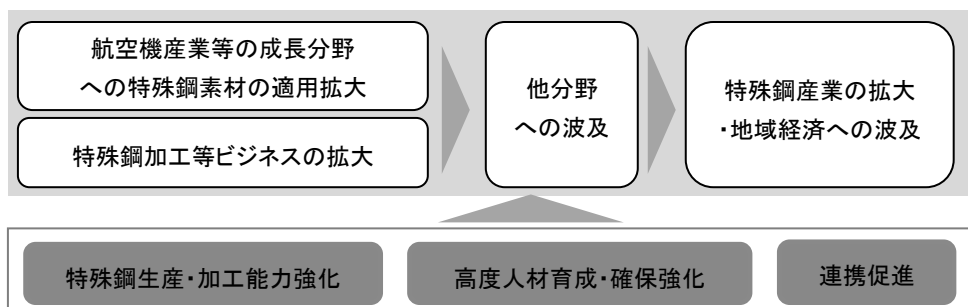 航空機産業等の成長分野
への特殊鋼素材の適用拡大
特殊鋼加工等ビジネスの拡大
他分野
への波及
特殊鋼産業の拡大
・地域経済への波及
特殊鋼生産・加工能力強化
高度人材育成・確保強化
連携促進